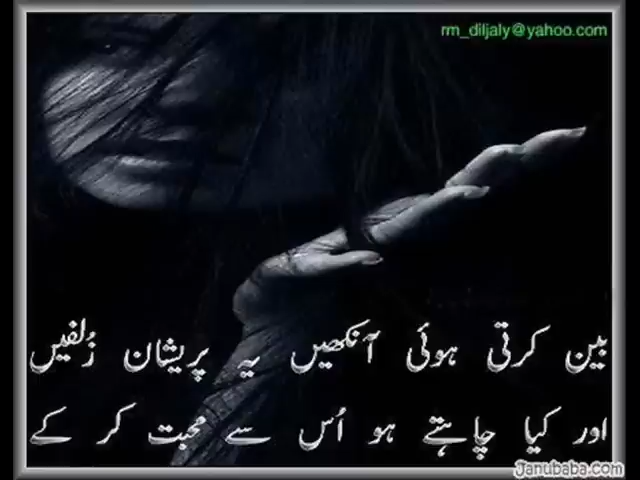 rm_diljaly@yahoo.com
بین کرتی ہوئی آنکھیں یہ پریشان زُلفیں
اور کیا چاہتے ہو اُس سے محبت کر کے
Janubaba.com